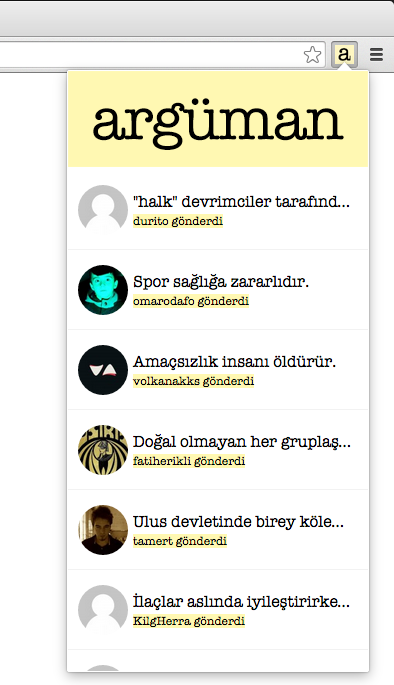 a
argüman
"halk" devrimciler tarafınd...
durito gönderdi
Spor sağlığa zararlıdır.
omarodafo gönderdi
Amaçsızlık insanı öldürür.
volkanakks gönderdi
Doğal olmayan her gruplaş...
fatiherikli gönderdi
Ulus devletinde birey köle...
tamert gönderdi
İlaçlar aslında iyileştirirke...
KilgHerra gönderdi